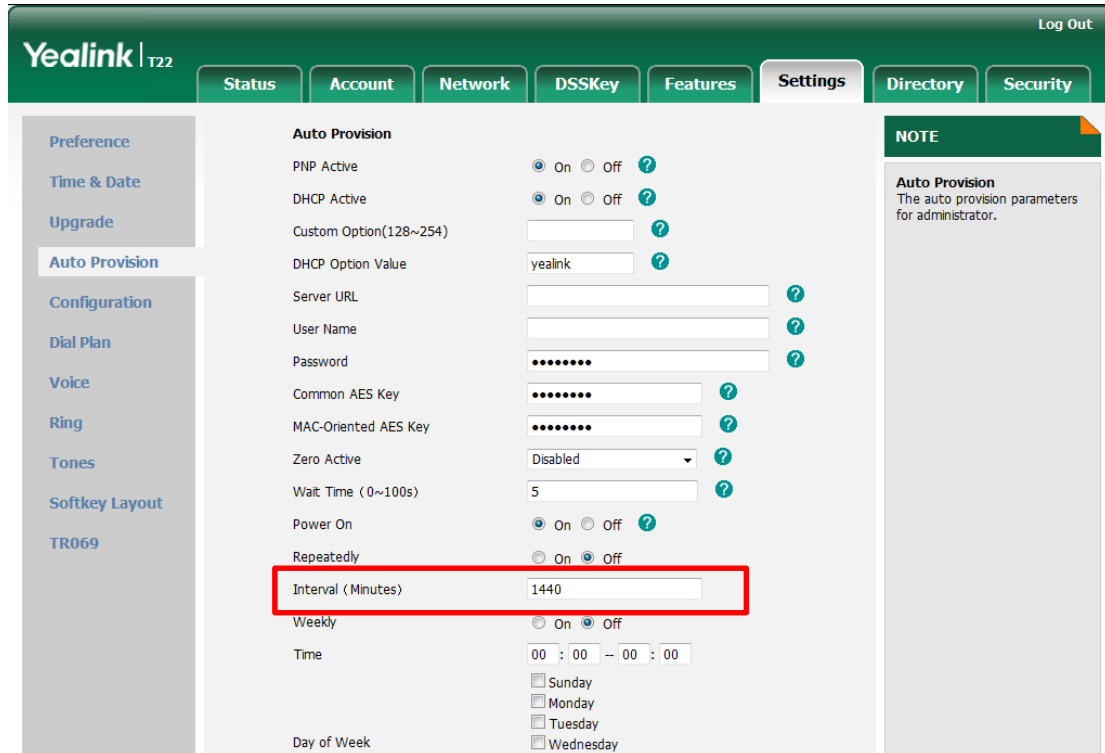 Log Out
Yealink T22
Status Account Network DSSKey Features Settings Directory Security
Preference
Time & Date
Upgrade
Auto Provision
Configuration
Dial Plan
Voice
Ring
Tones
Softkey Layout
TR069
Auto Provision
PNP Active On Off ?
DHCP Active On Off ?
Custom Option(128~254) ?
DHCP Option Value yealink ?
Server URL ?
User Name ?
Password •••••••• ?
Common AES Key •••••••• ?
MAC-Oriented AES Key •••••••• ?
Zero Active Disabled ?
Wait Time (0~100s) 5 ?
Power On On Off ?
Repeatedly On Off
Interval (Minutes) 1440
Weekly On Off
Time 00 : 00 -- 00 : 00
Sunday
Monday
Tuesday
Day of Week Wednesday
NOTE
Auto Provision
The auto provision parameters
for administrator.